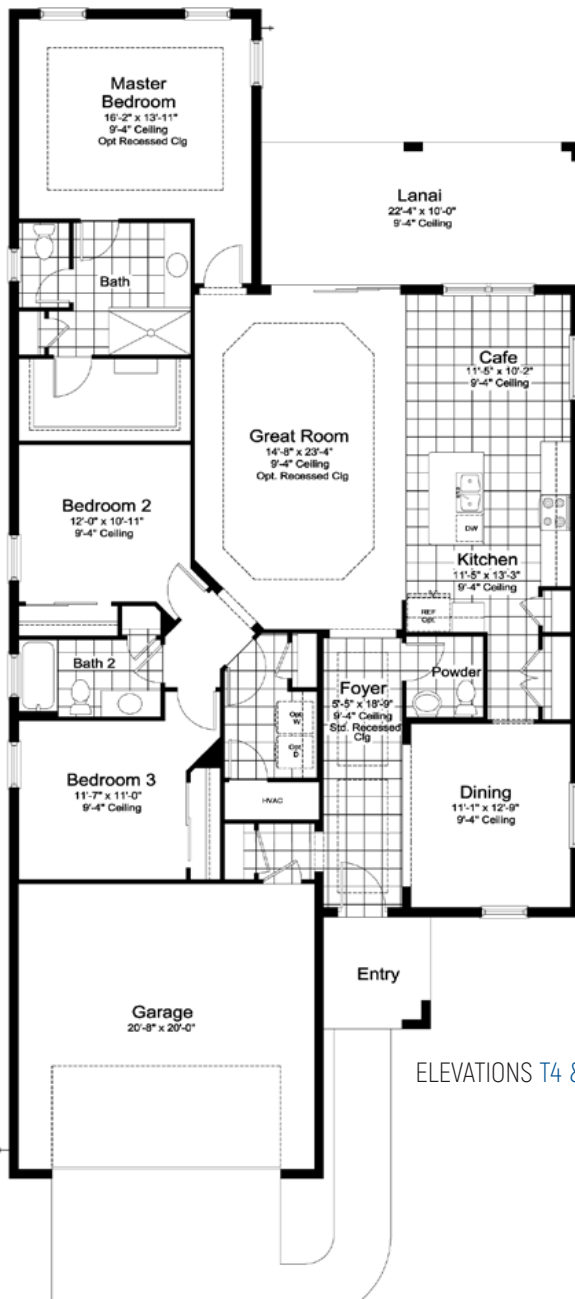 Master
Bedroom
16'-2" x 13'-11"
9'-4" Ceiling
Opt Recessed Clg
Lanai
22'-4" x 10'-0"
9'-4" Ceiling
Bath
Cafe
11'-5" x 10'-2"
9'-4" Ceiling
Great Room
14'-8" x 23'-4"
9'-4" Ceiling
Opt. Recessed Clg
Bedroom 2
12'-0" x 10'-11"
9'-4" Ceiling
DW
Kitchen
11'-5" x 13'-3"
9'-4" Ceiling
REF
Opt.
Bath 2
Powder
Foyer
5'-5" x 18'-9"
9'-4" Ceiling
Std. Recessed
Clg
Opt
W
Opt
D
Bedroom 3
11'-7" x 11'-0"
9'-4" Ceiling
HVAC
Dining
11'-1" x 12'-9"
9'-4" Ceiling
Entry
Garage
20'-8" x 20'-0"
ELEVATIONS T4 &